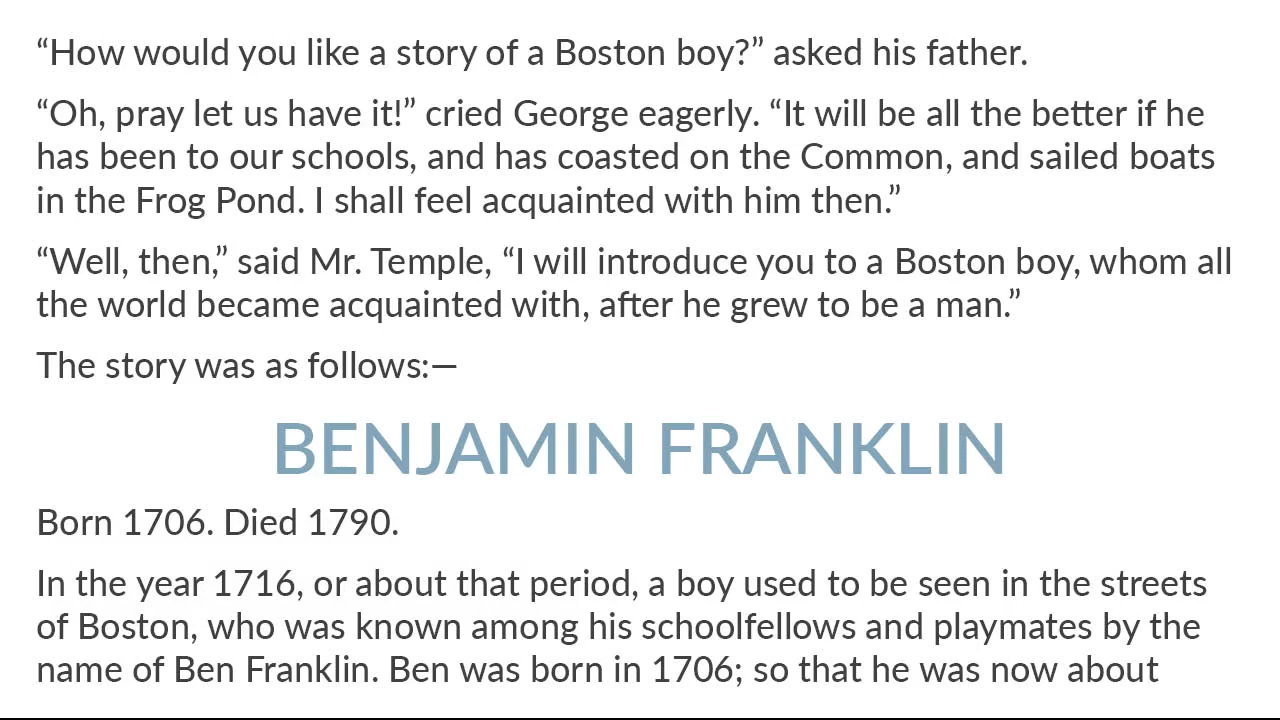 “How would you like a story of a Boston boy?” asked his father.
“Oh, pray let us have it!” cried George eagerly. “It will be all the better if he
has been to our schools, and has coasted on the Common, and sailed boats
in the Frog Pond. I shall feel acquainted with him then.”
“Well, then,” said Mr. Temple, “I will introduce you to a Boston boy, whom all
the world became acquainted with, after he grew to be a man.”
The story was as follows:—
BENJAMIN FRANKLIN
Born 1706. Died 1790.
In the year 1716, or about that period, a boy used to be seen in the streets
of Boston, who was known among his schoolfellows and playmates by the
name of Ben Franklin. Ben was born in 1706; so that he was now about